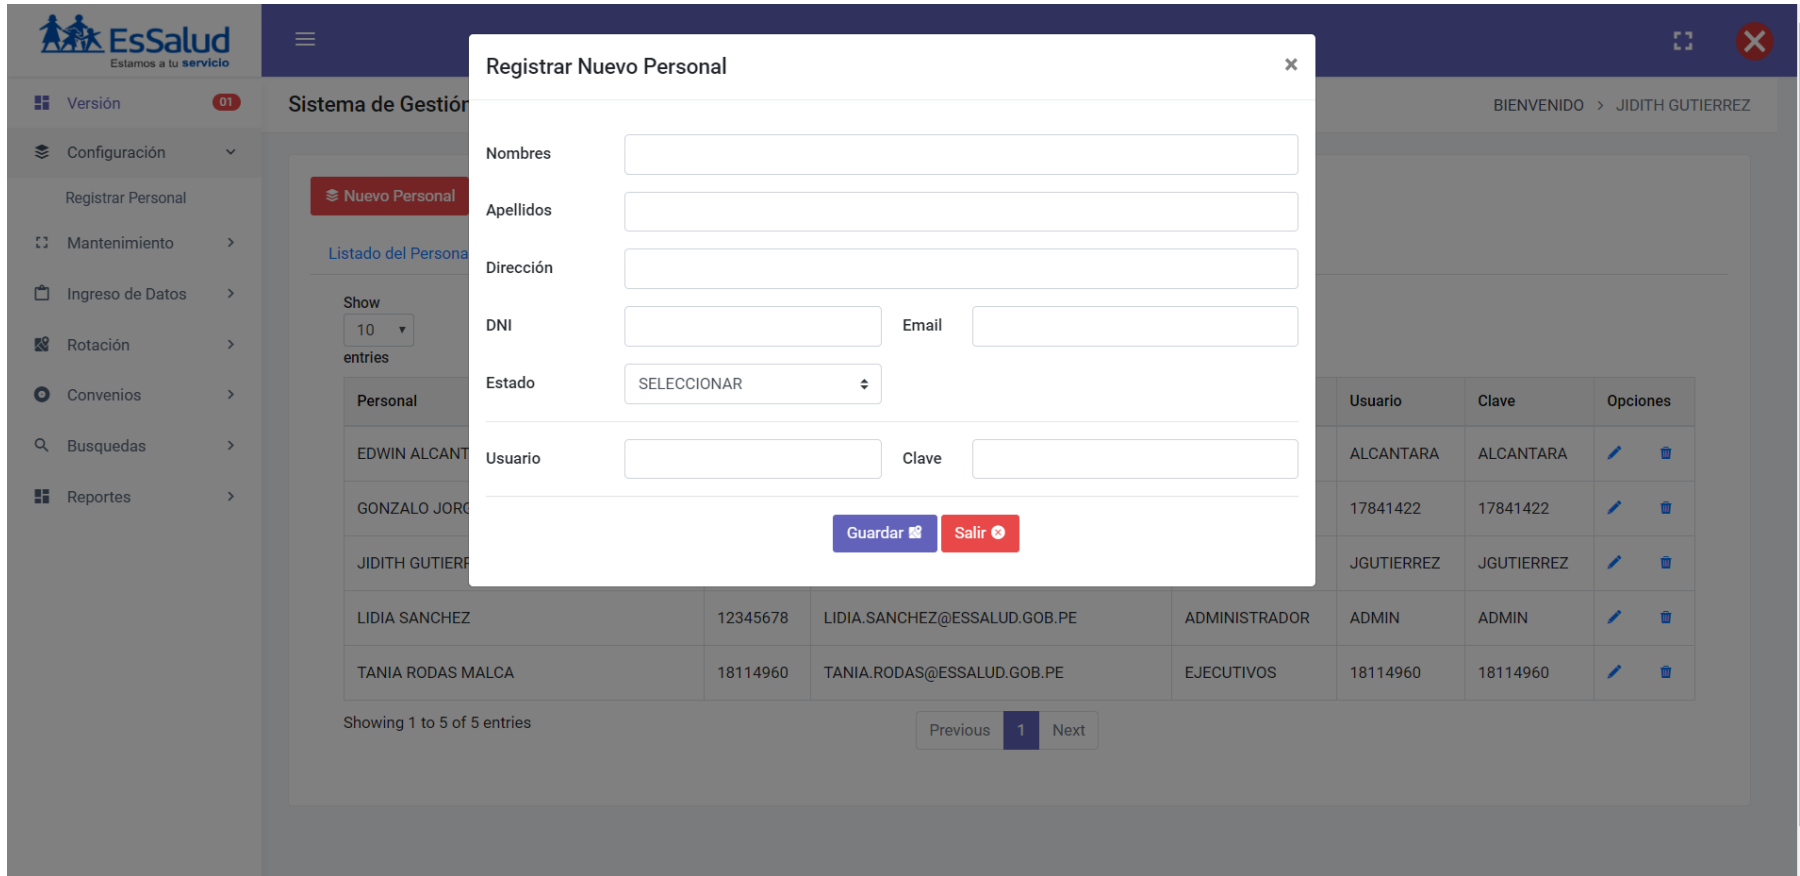 EsSalud
Estamos a tu servicio
Versión 01
Configuración
Registrar Personal
Mantenimiento
Ingreso de Datos
Rotación
Convenios
Busquedas
Reportes
Sistema de Gestión
BIENVENIDO > JIDITH GUTIERREZ
Nuevo Personal
Listado del Persona
Show
10
entries
Registrar Nuevo Personal ×
Nombres
Apellidos
Dirección
DNI Email
Estado SELECCIONAR
Usuario Clave
Guardar Salir
Personal Usuario Clave Opciones
EDWIN ALCANT ALCANTARA ALCANTARA
GONZALO JORG 17841422 17841422
JIDITH GUTIERR JGUTIERREZ JGUTIERREZ
LIDIA SANCHEZ 12345678 LIDIA.SANCHEZ@ESSALUD.GOB.PE ADMINISTRADOR ADMIN ADMIN
TANIA RODAS MALCA 18114960 TANIA.RODAS@ESSALUD.GOB.PE EJECUTIVOS 18114960 18114960
Showing 1 to 5 of 5 entries
Previous 1 Next